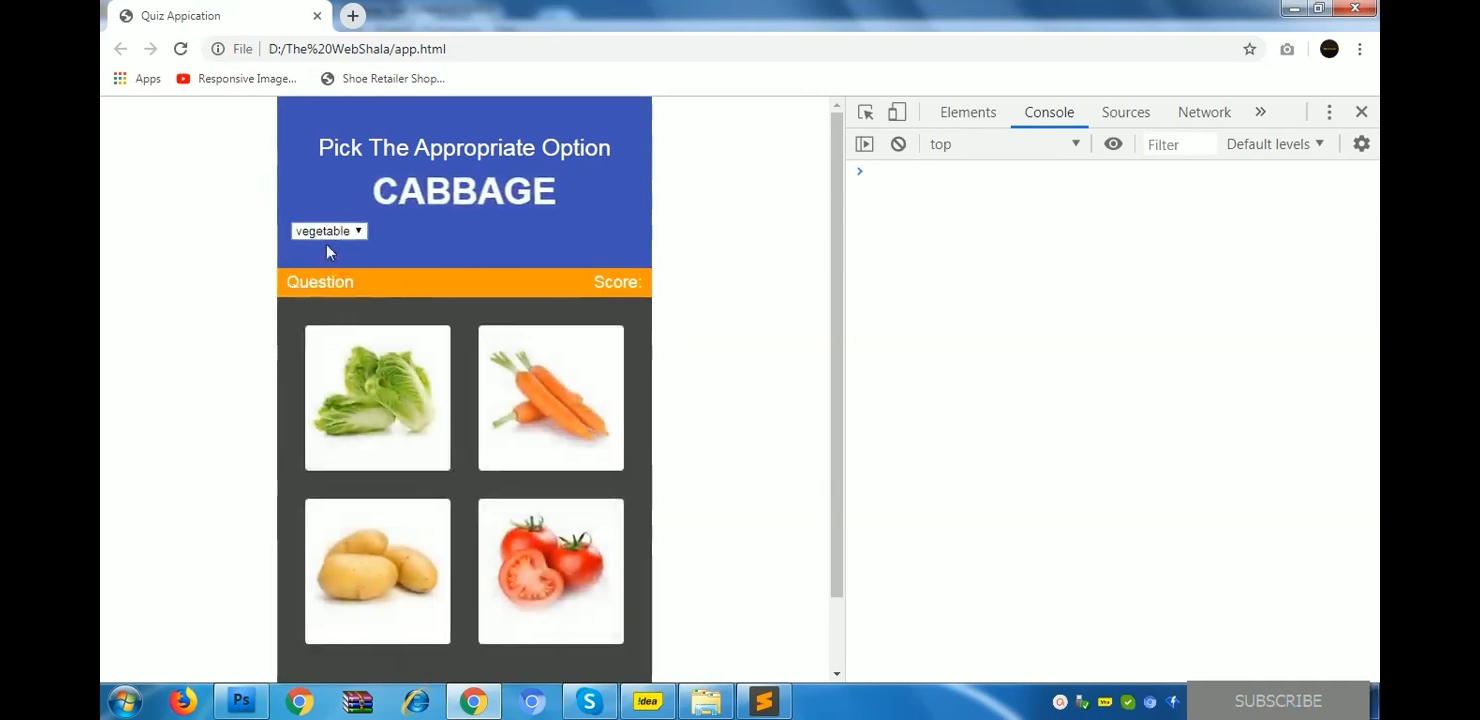 Quiz Appication
File
D:/The%20WebShala/app.html
Apps
Responsive Image...
Shoe Retailer Shop...
Pick The Appropriate Option
CABBAGE
vegetable
Question
Score:
Elements
Console
Sources
Network
top
Filter
Default levels
Ps
!dea
SUBSCRIBE